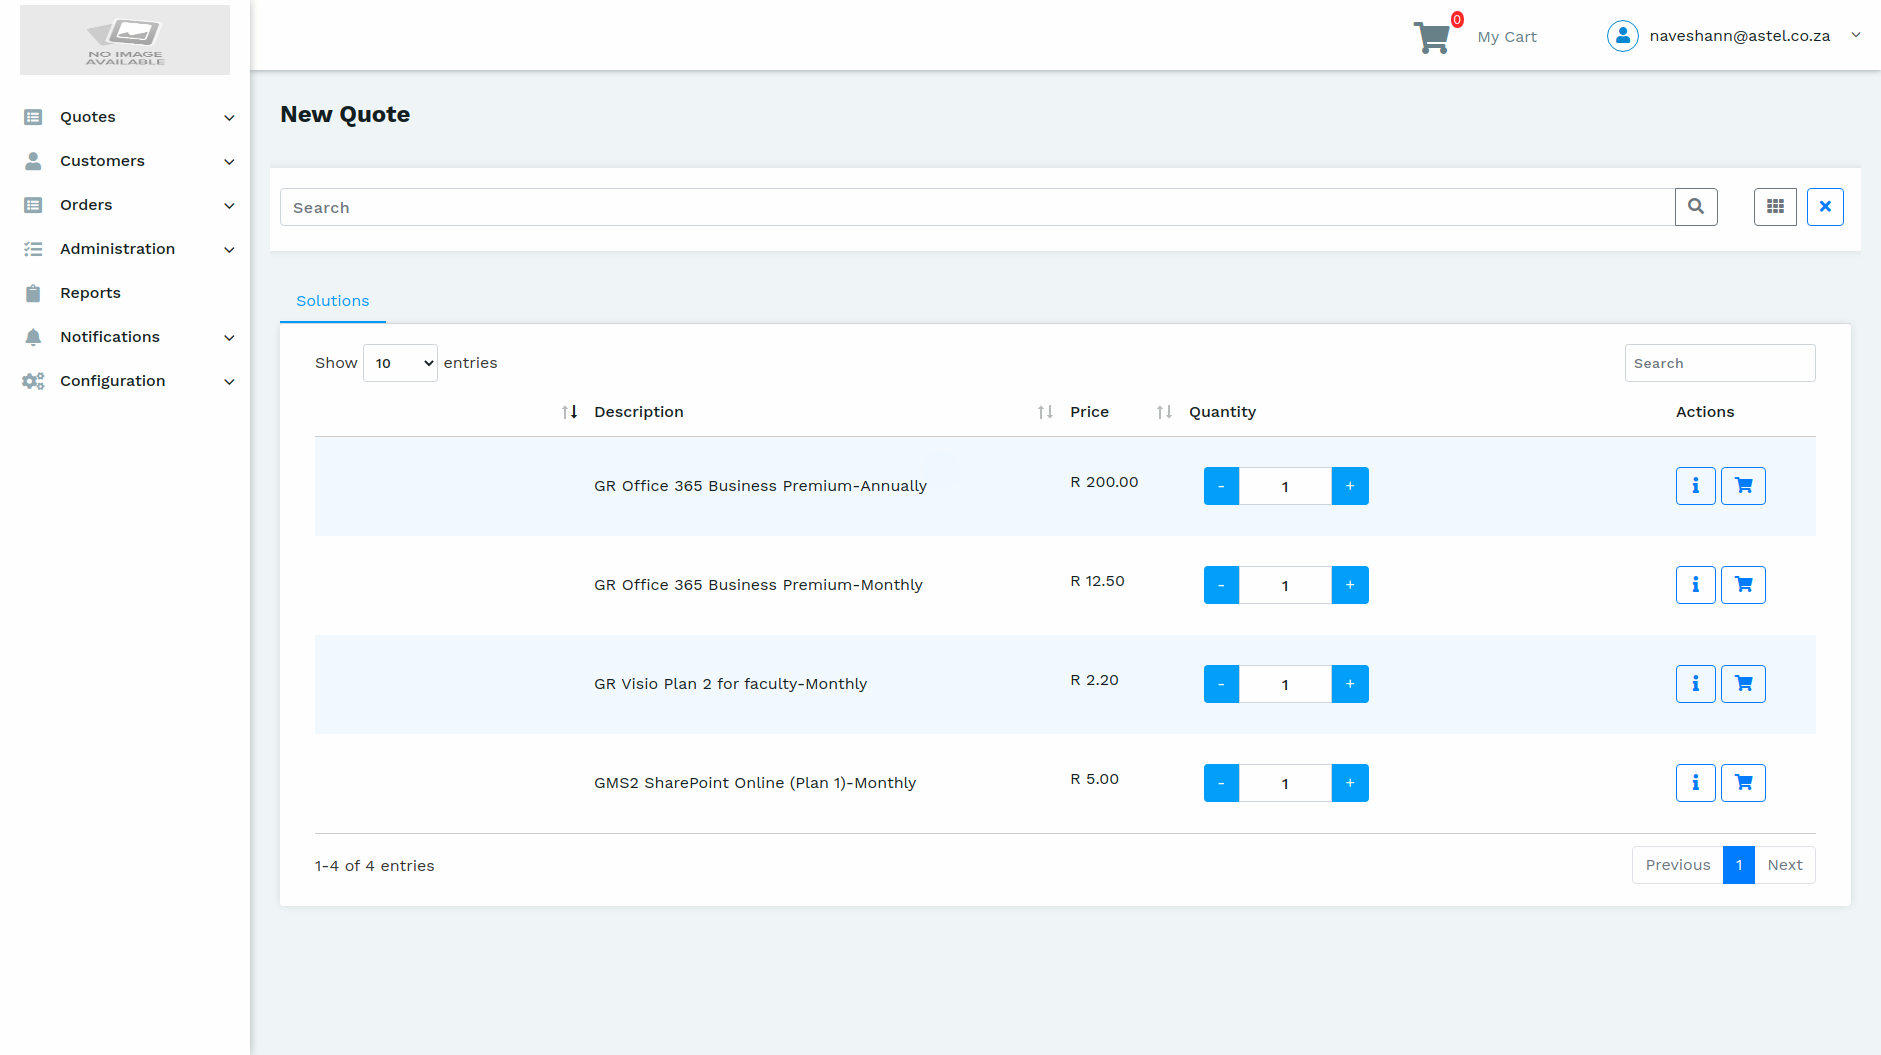 NO IMAGE
AVAILABLE
0
My Cart
naveshann@astel.co.za
Quotes
Customers
Orders
Administration
Reports
Notifications
Configuration
New Quote
Search
Solutions
Show 10 entries
Search
Description Price Quantity Actions
GR Office 365 Business Premium-Annually R 200.00 - 1 +
GR Office 365 Business Premium-Monthly R 12.50 - 1 +
GR Visio Plan 2 for faculty-Monthly R 2.20 - 1 +
GMS2 SharePoint Online (Plan 1)-Monthly R 5.00 - 1 +
1-4 of 4 entries
Previous 1 Next